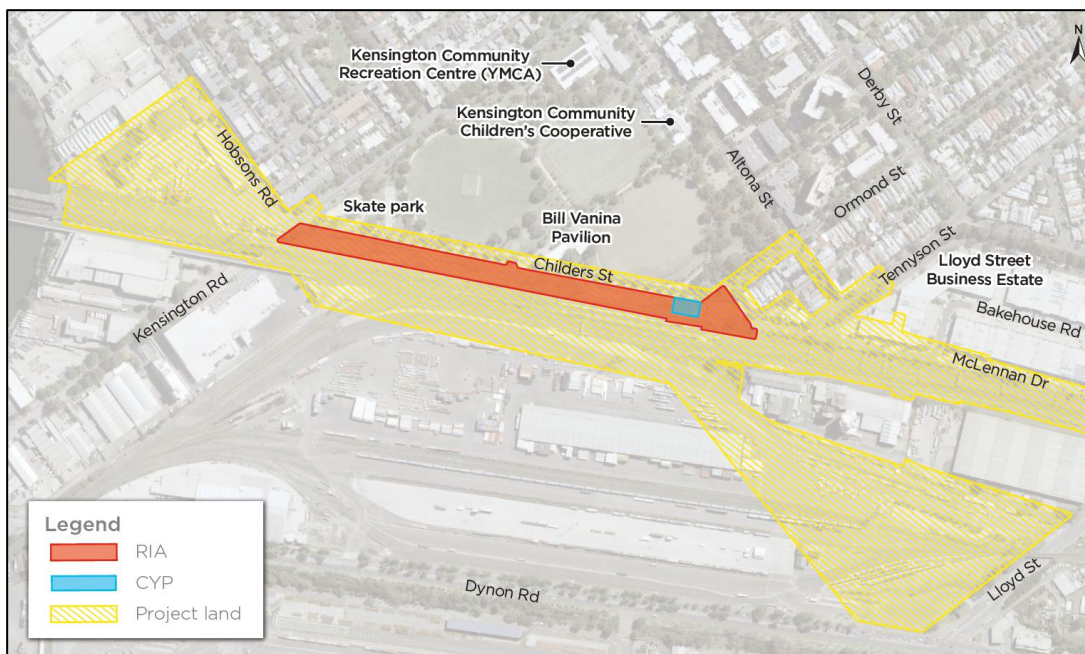 N
Kensington Community
Recreation Centre (YMCA)
Derby St
Kensington Community
Children's Cooperative
Hobsons Rd
Altona St
Ormond St
Skate park
Bill Vanina
Pavilion
Tennyson St
Childers St
Lloyd Street
Business Estate
Kensington Rd
Bakehouse Rd
McLennan Dr
Legend
RIA
CYP
Project land
Dynon Rd
Lloyd St